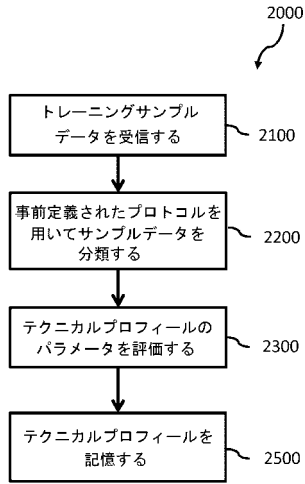 2000
トレーニングサンプル
データを受信する
2100
事前定義されたプロトコルを
用いてサンプルデータを
分類する
2200
テクニカルプロフィールの
パラメータを評価する
2300
テクニカルプロフィールを
記憶する
2500